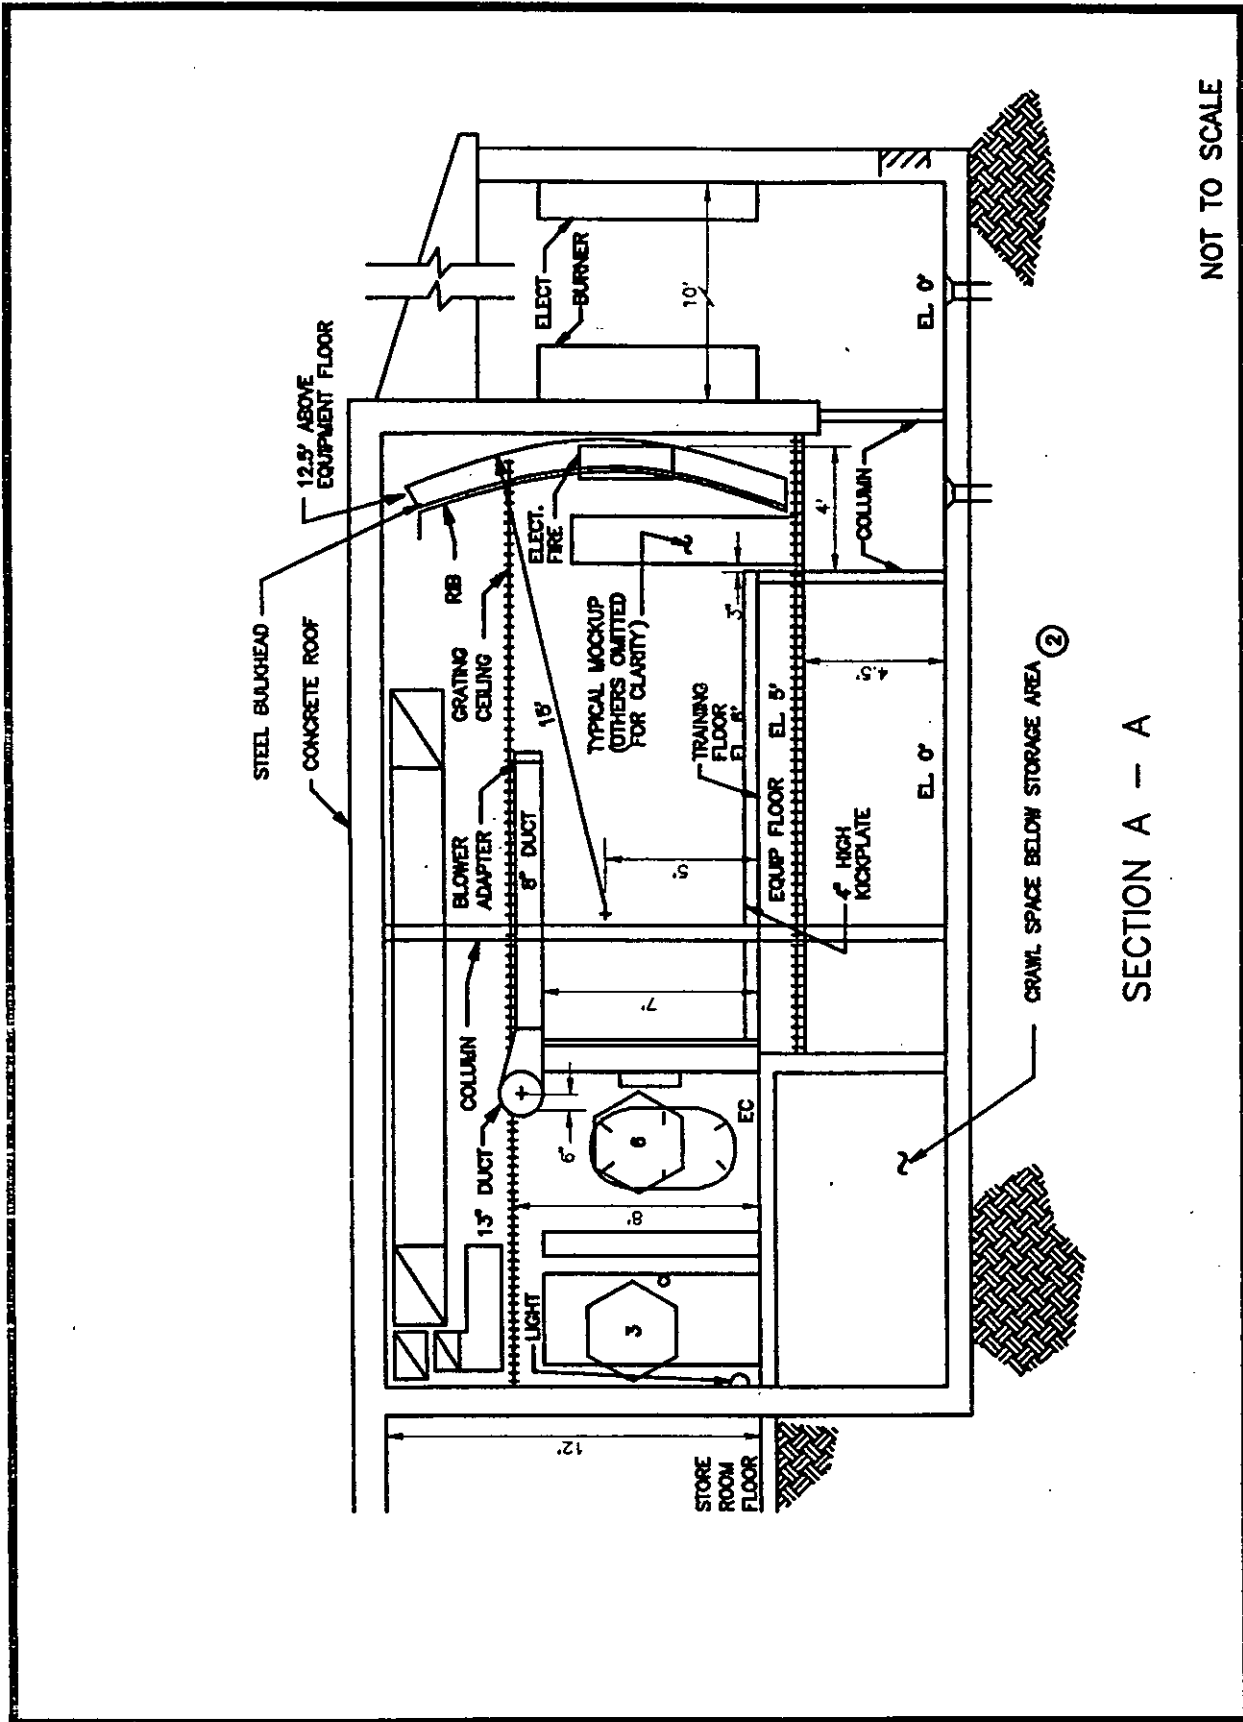 STEEL BULKHEAD
CONCRETE ROOF
12.5' ABOVE
EQUIPMENT FLOOR
RIB
GRATING
CEILING
COLUMN
BLOWER
ADAPTER
13" DUCT
8" DUCT
LIGHT
15'
ELECT.
FIRE
ELECT
BURNER
TYPICAL MOCKUP
(OTHERS OMITTED
FOR CLARITY)
10'
12'
8'
9"
7'
5'
3"
4'
3
6
EC
STORE
ROOM
FLOOR
TRAINING
FLOOR
EL. 6'
EQUIP FLOOR EL 5'
4" HIGH
KICKPLATE
4.5'
COLUMN
EL. 0'
EL. 0'
CRAWL SPACE BELOW STORAGE AREA 2
SECTION A - A
NOT TO SCALE